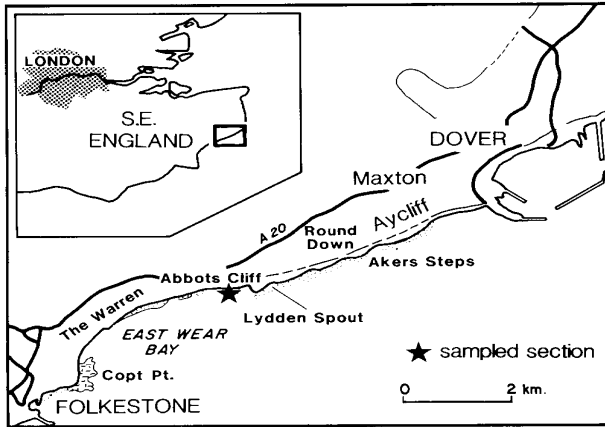 LONDON
S.E.
ENGLAND
DOVER
Maxton
A 20
Aycliff
Round
Down
Akers Steps
Abbots Cliff
The Warren
Lydden Spout
EAST WEAR
BAY
Copt Pt.
FOLKESTONE
sampled section
0 2 km.